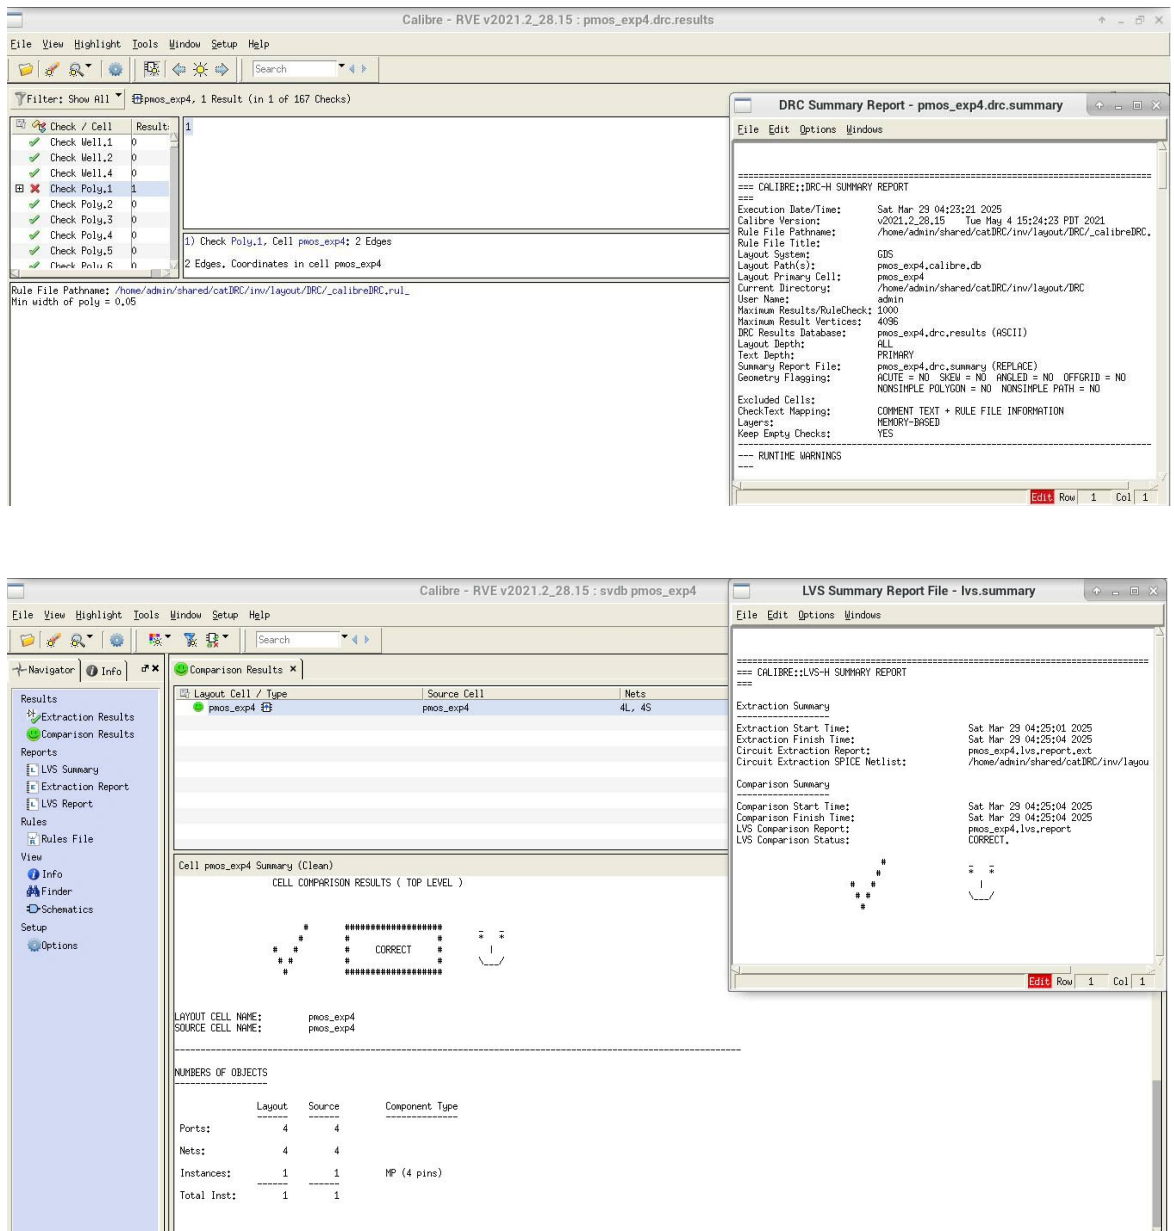 Calibre - RVE v2021.2_28.15 : pmos_exp4.drc.results
File View Highlight Tools Window Setup Help
Search
Filter: Show All pmos_exp4, 1 Result (in 1 of 167 Checks)
Check / Cell Result
Check Well.1 0
Check Well.2 0
Check Well.4 0
Check Poly.1 1
Check Poly.2 0
Check Poly.3 0
Check Poly.4 0
Check Poly.5 0
Check Poly.6 0
1
1) Check Poly.1, Cell pmos_exp4: 2 Edges
2 Edges. Coordinates in cell pmos_exp4
Rule File Pathname: /home/admin/shared/catDRC/inv/layout/DRC/_calibreDRC.rul_
Min width of poly = 0.05
DRC Summary Report - pmos_exp4.drc.summary
File Edit Options Windows
==================================================================================
=== CALIBRE::DRC-H SUMMARY REPORT
===
Execution Date/Time: Sat Mar 29 04:23:21 2025
Calibre Version: v2021.2_28.15 Tue May 4 15:24:23 PDT 2021
Rule File Pathname: /home/admin/shared/catDRC/inv/layout/DRC/_calibreDRC.
Rule File Title:
Layout System: GDS
Layout Path(s): pmos_exp4.calibre.db
Layout Primary Cell: pmos_exp4
Current Directory: /home/admin/shared/catDRC/inv/layout/DRC
User Name: admin
Maximum Results/RuleCheck: 1000
Maximum Result Vertices: 4096
DRC Results Database: pmos_exp4.drc.results (ASCII)
Layout Depth: ALL
Text Depth: PRIMARY
Summary Report File: pmos_exp4.drc.summary (REPLACE)
Geometry Flagging: ACUTE = NO SKEW = NO ANGLED = NO OFFGRID = NO
NONSIMPLE POLYGON = NO NONSIMPLE PATH = NO
Excluded Cells:
CheckText Mapping: COMMENT TEXT + RULE FILE INFORMATION
Layers: MEMORY-BASED
Keep Empty Checks: YES
----------------------------------------------------------------------------------
--- RUNTIME WARNINGS
---
Edit Row 1 Col 1
Calibre - RVE v2021.2_28.15 : svdb pmos_exp4
File View Highlight Tools Window Setup Help
Search
Navigator Info
Results
Extraction Results
Comparison Results
Reports
LVS Summary
Extraction Report
LVS Report
Rules
Rules File
View
Info
Finder
Schematics
Setup
Options
Comparison Results
Layout Cell / Type Source Cell Nets
pmos_exp4 pmos_exp4 4L, 4S
Cell pmos_exp4 Summary (Clean)
CELL COMPARISON RESULTS ( TOP LEVEL )
CORRECT
LAYOUT CELL NAME: pmos_exp4
SOURCE CELL NAME: pmos_exp4
NUMBERS OF OBJECTS
Layout Source Component Type
Ports: 4 4
Nets: 4 4
Instances: 1 1 MP (4 pins)
Total Inst: 1 1
LVS Summary Report File - lvs.summary
File Edit Options Windows
==================================================================================
=== CALIBRE::LVS-H SUMMARY REPORT
===
Extraction Summary
------------------
Extraction Start Time: Sat Mar 29 04:25:01 2025
Extraction Finish Time: Sat Mar 29 04:25:04 2025
Circuit Extraction Report: pmos_exp4.lvs.report.ext
Circuit Extraction SPICE Netlist: /home/admin/shared/catDRC/inv/layou
Comparison Summary
------------------
Comparison Start Time: Sat Mar 29 04:25:04 2025
Comparison Finish Time: Sat Mar 29 04:25:04 2025
LVS Comparison Report: pmos_exp4.lvs.report
LVS Comparison Status: CORRECT.
Edit Row 1 Col 1